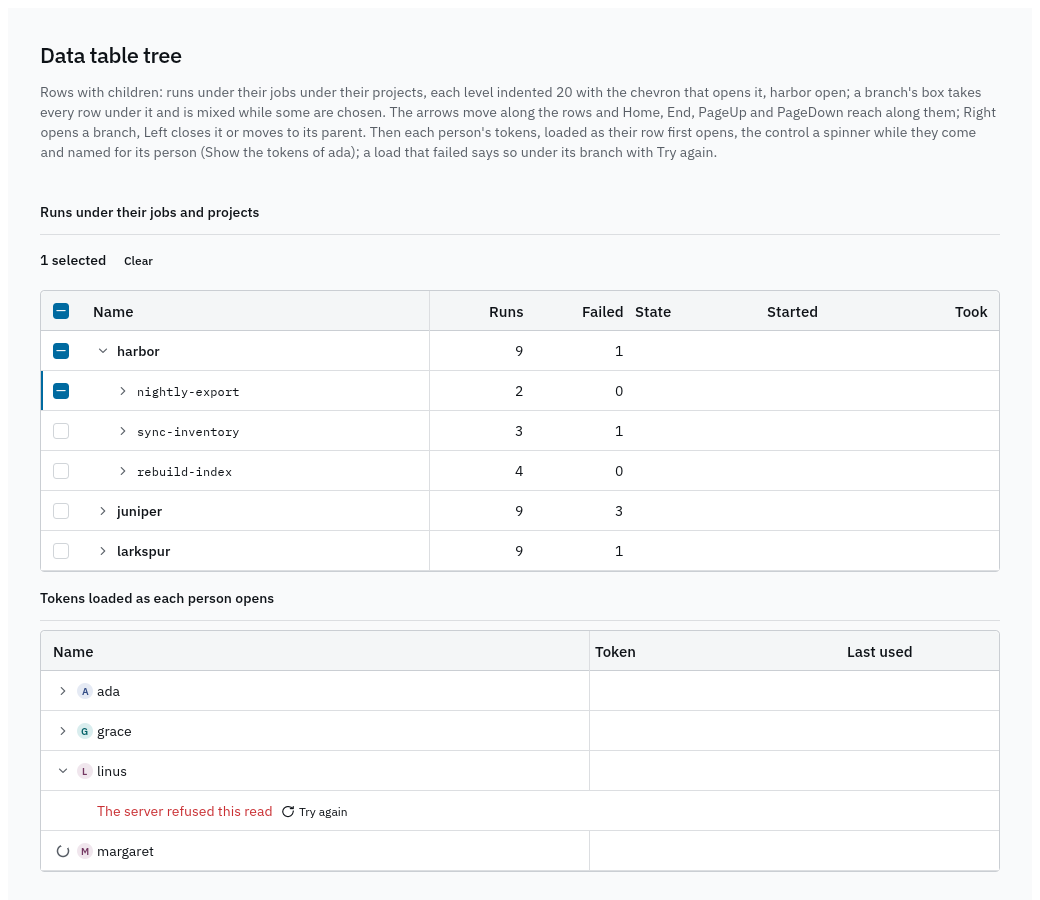 Data table tree
Rows with children: runs under their jobs under their projects, each level indented 20 with the chevron that opens it, harbor open; a branch's box takes
every row under it and is mixed while some are chosen. The arrows move along the rows and Home, End, PageUp and PageDown reach along them; Right
opens a branch, Left closes it or moves to its parent. Then each person's tokens, loaded as their row first opens, the control a spinner while they come
and named for its person (Show the tokens of ada); a load that failed says so under its branch with Try again.
Runs under their jobs and projects
1 selected Clear
Name Runs Failed State Started Took
harbor 9 1
nightly-export 2 0
sync-inventory 3 1
rebuild-index 4 0
juniper 9 3
larkspur 9 1
Tokens loaded as each person opens
Name Token Last used
A ada
G grace
L linus
The server refused this read Try again
M margaret